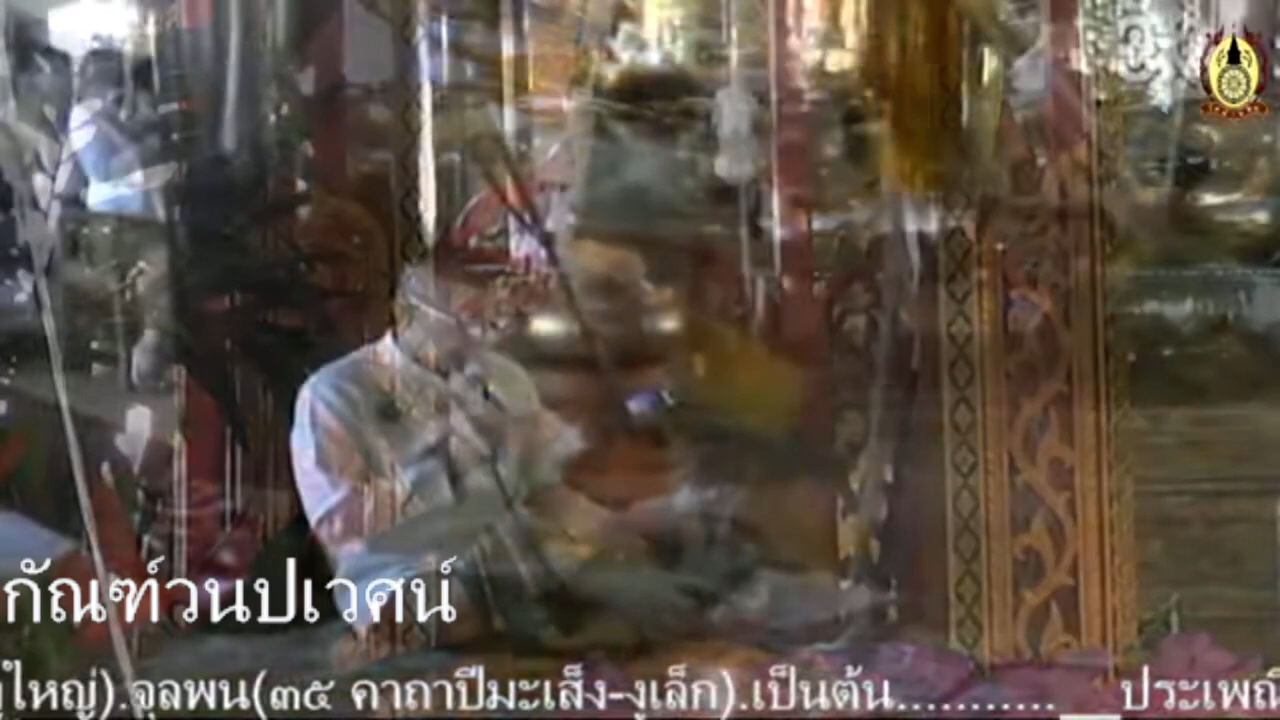 กัณฑ์วนปเวศน์
ใหญ่).จุลพน(๓๕ คาถาปีมะเส็ง-งูเล็ก).เป็นต้น...........__ประเพณี